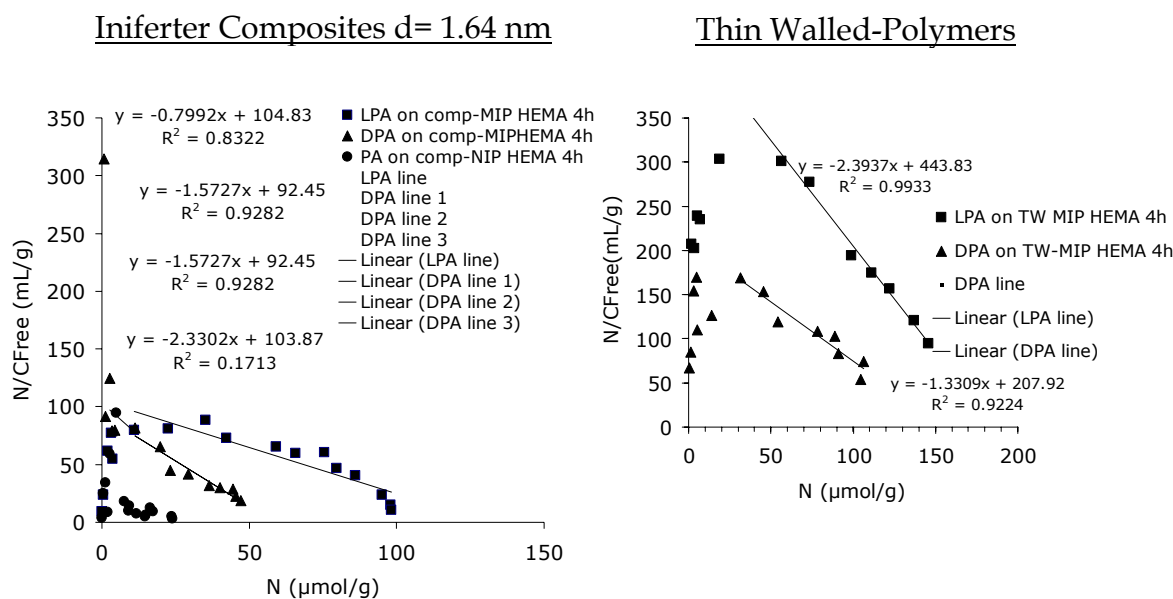 Iniferter Composites d= 1.64 nm
350
300
250
200
150
100
50
0
N/CFree (mL/g)
y = -0.7992x + 104.83
R² = 0.8322
y = -1.5727x + 92.45
R² = 0.9282
y = -1.5727x + 92.45
R² = 0.9282
y = -2.3302x + 103.87
R² = 0.1713
LPA on comp-MIP HEMA 4h
DPA on comp-MIPHEMA 4h
PA on comp-NIP HEMA 4h
LPA line
DPA line 1
DPA line 2
DPA line 3
Linear (LPA line)
Linear (DPA line 1)
Linear (DPA line 2)
Linear (DPA line 3)
0 50 100 150
N (µmol/g)
Thin Walled-Polymers
350
300
250
200
150
100
50
0
N/CFree(mL/g)
y = -2.3937x + 443.83
R² = 0.9933
LPA on TW MIP HEMA 4h
DPA on TW-MIP HEMA 4h
DPA line
Linear (LPA line)
Linear (DPA line)
y = -1.3309x + 207.92
R² = 0.9224
0 50 100 150 200
N (µmol/g)